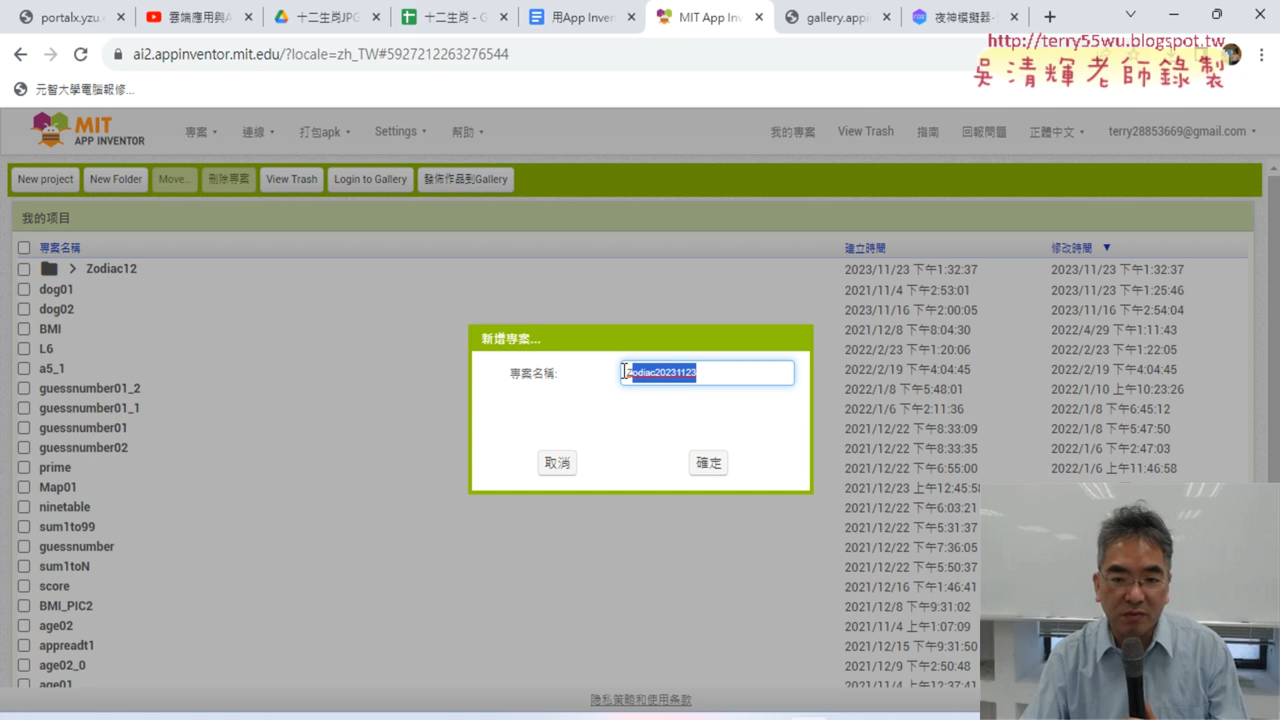 portalx.yzu.
雲端應用與A
十二生肖JPG
十二生肖 - G
用App Inver
MIT App Inv
gallery.appi
夜神模擬器-
ai2.appinventor.mit.edu/?locale=zh_TW#5927212263276544
http://terry55wu.blogspot.tw
吳清輝老師錄製
元智大學電腦報修...
MIT APP INVENTOR
專案 連線 打包apk Settings 幫助 我的專案 View Trash 指南 回報問題 正體中文 terry28853669@gmail.com
New project New Folder Move... 刪除專案 View Trash Login to Gallery 發佈作品到Gallery
我的项目
專案名稱 建立時間 修改時間
Zodiac12 2023/11/23 下午1:32:37 2023/11/23 下午1:32:37
dog01 2021/11/4 下午2:53:01 2023/11/23 下午1:25:46
dog02 2023/11/16 下午2:00:05 2023/11/16 下午2:54:04
BMI 2021/12/8 下午8:04:30 2022/4/29 下午1:11:43
L6 2022/2/23 下午1:20:06 2022/2/23 下午1:22:05
a5_1 2022/2/19 下午4:04:45 2022/2/19 下午4:04:45
guessnumber01_2 2022/1/8 下午5:48:01 2022/1/10 上午10:23:26
guessnumber01_1 2022/1/6 下午2:11:36 2022/1/8 下午6:45:12
guessnumber01 2021/12/22 下午8:33:09 2022/1/8 下午5:47:50
guessnumber02 2021/12/22 下午8:33:35 2022/1/6 下午2:47:03
prime 2021/12/22 下午6:55:00 2022/1/6 上午11:46:58
Map01 2021/12/23 上午12:45:58
ninetable 2021/12/22 下午6:03:21
sum1to99 2021/12/22 下午5:31:37
guessnumber 2021/12/22 下午7:36:05
sum1toN 2021/12/22 下午5:50:37
score 2021/12/16 下午1:46:41
BMI_PIC2 2021/12/8 下午9:31:02
age02 2021/11/4 上午1:07:09
appreadt1 2021/12/15 下午9:31:50
age02_0 2021/12/9 下午2:50:48
age01 2021/11/4 上午12:37:41
新增專案...
專案名稱: Zodiac20231123
取消 確定
隐私策略和使用条款